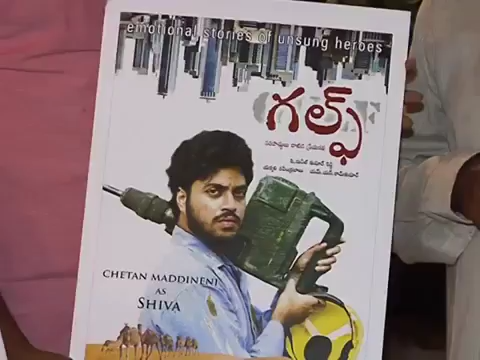 emotional stories of unsung heroes
గల్ఫ్
CHETAN MADDINENI
AS
SHIVA